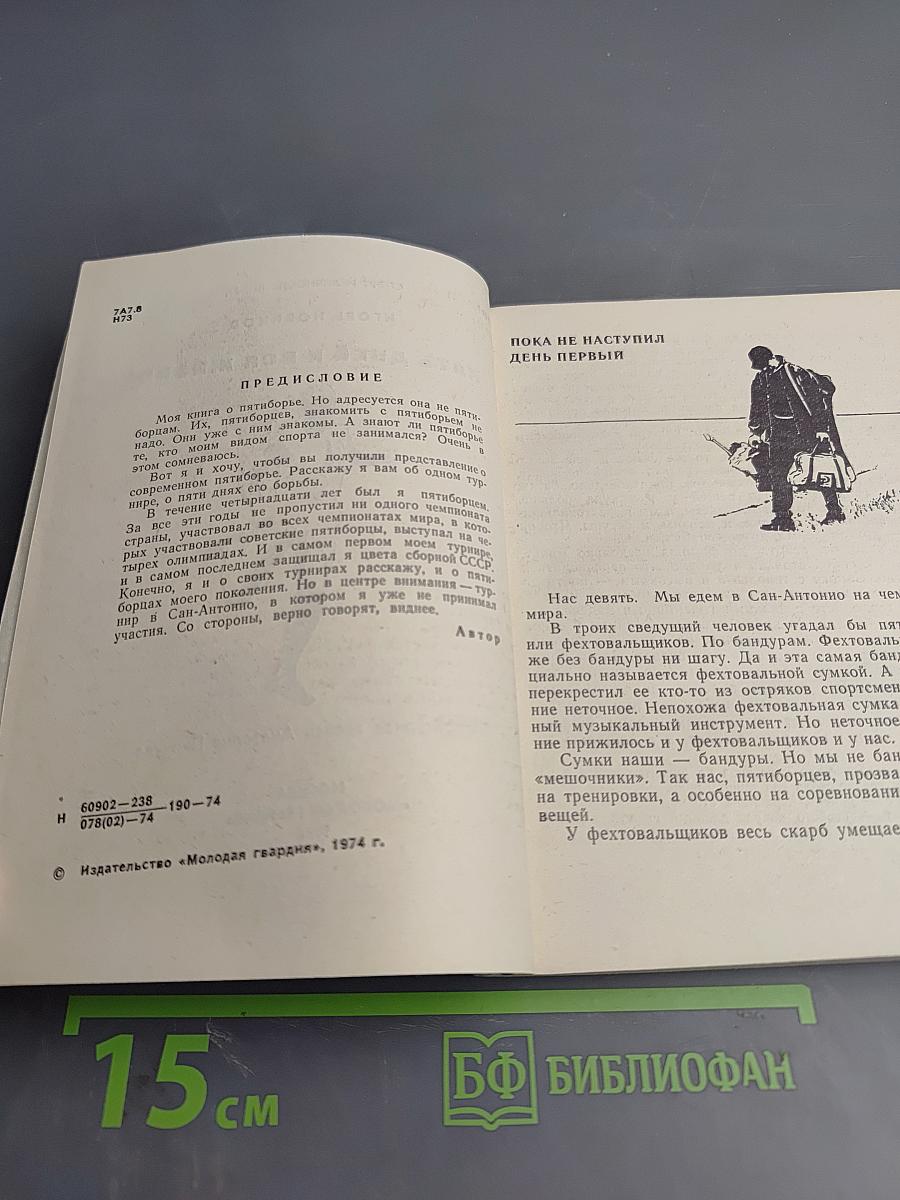 7А7.8
Н73
ПРЕДИСЛОВИЕ
Моя книга о пятиборье. Но адресуется она не пяти-
борцам. Их, пятиборцев, знакомить с пятиборьем не
надо. Они уже с ним знакомы. А знают ли пятиборье
те, кто моим видом спорта не занимался? Очень в
этом сомневаюсь.
Вот я и хочу, чтобы вы получили представление о
современном пятиборье. Расскажу я вам об одном тур-
нире, о пяти днях его борьбы.
В течение четырнадцати лет был я пятиборцем.
За все эти годы не пропустил ни одного чемпионата
страны, участвовал во всех чемпионатах мира, в кото-
рых участвовали советские пятиборцы, выступал на че-
тырех олимпиадах. И в самом первом моем турнире,
и в самом последнем защищал я цвета сборной СССР.
Конечно, я и о своих турнирах расскажу, и о пяти-
борцах моего поколения. Но в центре внимания — тур-
нир в Сан-Антонио, в котором я уже не принимал
участия. Со стороны, верно говорят, виднее.
Автор
Н 60902—238
078(02)—74 190—74
© Издательство «Молодая гвардия», 1974 г.
ПОКА НЕ НАСТУПИЛ
ДЕНЬ ПЕРВЫЙ
Нас девять. Мы едем в Сан-Антонио на чем
мира.
В троих сведущий человек угадал бы пят
или фехтовальщиков. По бандурам. Фехтоваль
же без бандуры ни шагу. Да и эта самая банд
циально называется фехтовальной сумкой. А
перекрестил ее кто-то из остряков спортсмен
ние неточное. Непохожа фехтовальная сумка
ный музыкальный инструмент. Но неточное
ние прижилось и у фехтовальщиков и у нас.
Сумки наши — бандуры. Но мы не бан
«мешочники». Так нас, пятиборцев, прозва
на тренировки, а особенно на соревновани
вещей.
У фехтовальщиков весь скарб умещае
15 см
БФ БИБЛИОФАН